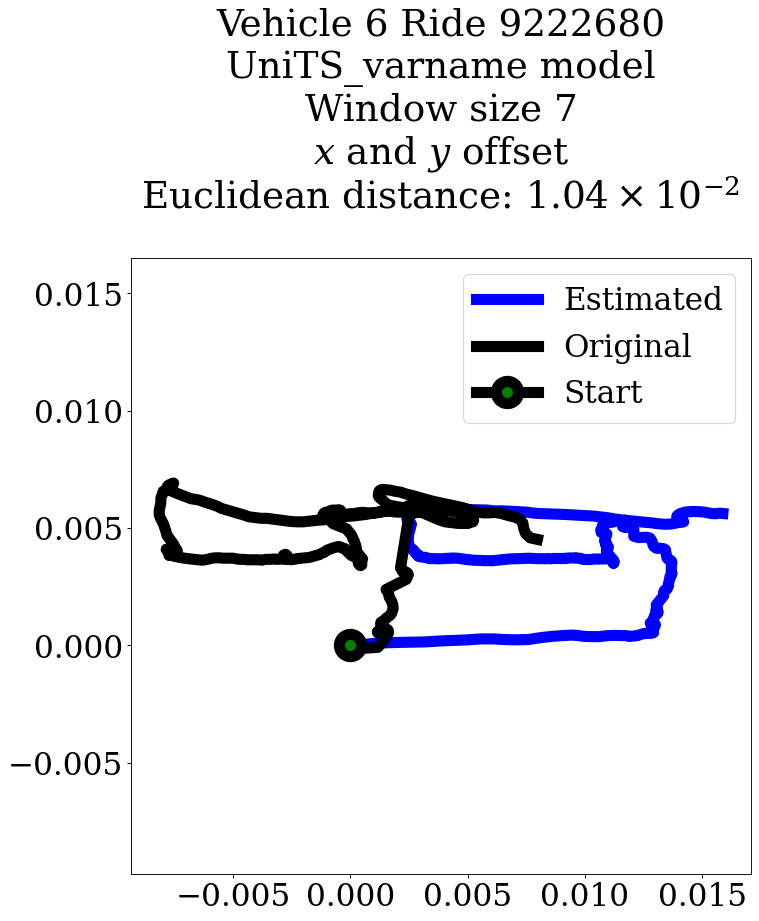 Vehicle 6 Ride 9222680
UniTS_varname model
Window size 7
x and y offset
Euclidean distance: 1.04 × 10⁻²
Estimated
Original
Start
0.015
0.010
0.005
0.000
−0.005
−0.005 0.000 0.005 0.010 0.015